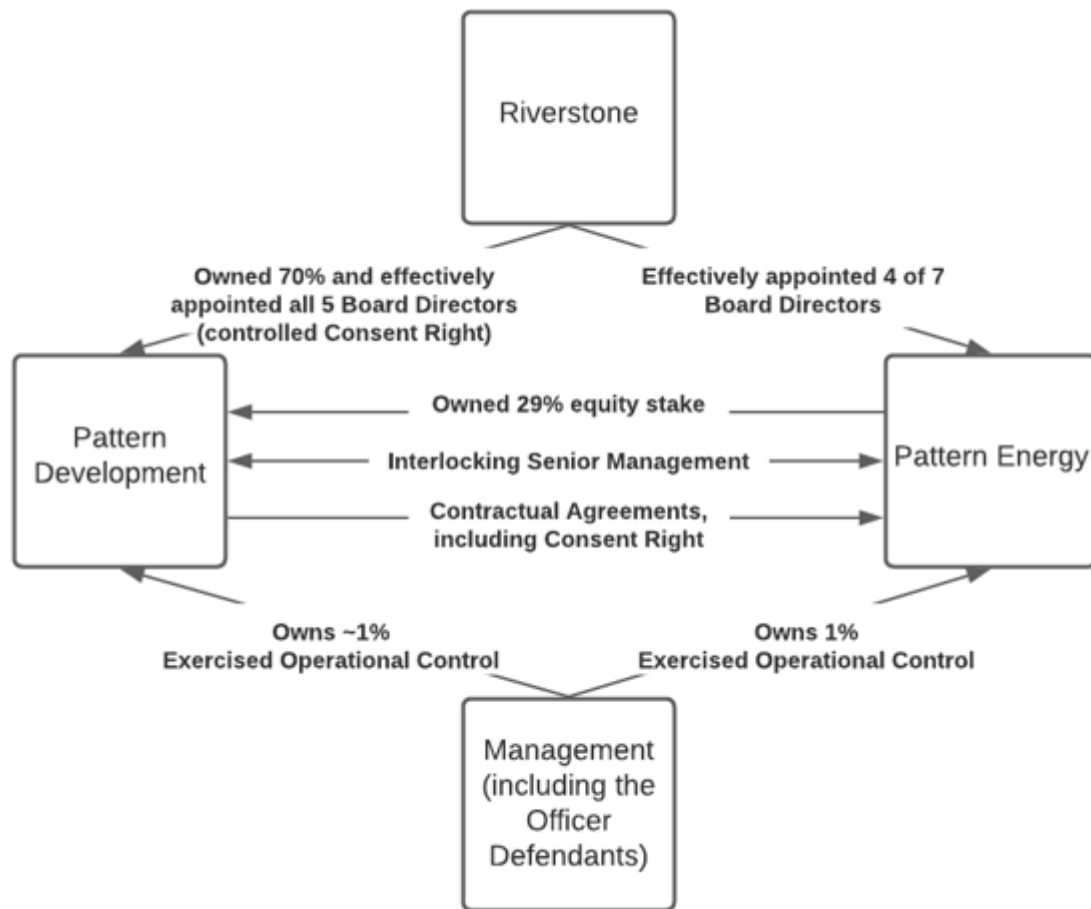 Riverstone
Owned 70% and effectively
appointed all 5 Board Directors
(controlled Consent Right)
Effectively appointed 4 of 7
Board Directors
Pattern
Development
Owned 29% equity stake
Interlocking Senior Management
Contractual Agreements,
including Consent Right
Pattern Energy
Owns ~1%
Exercised Operational Control
Owns 1%
Exercised Operational Control
Management
(including the
Officer
Defendants)